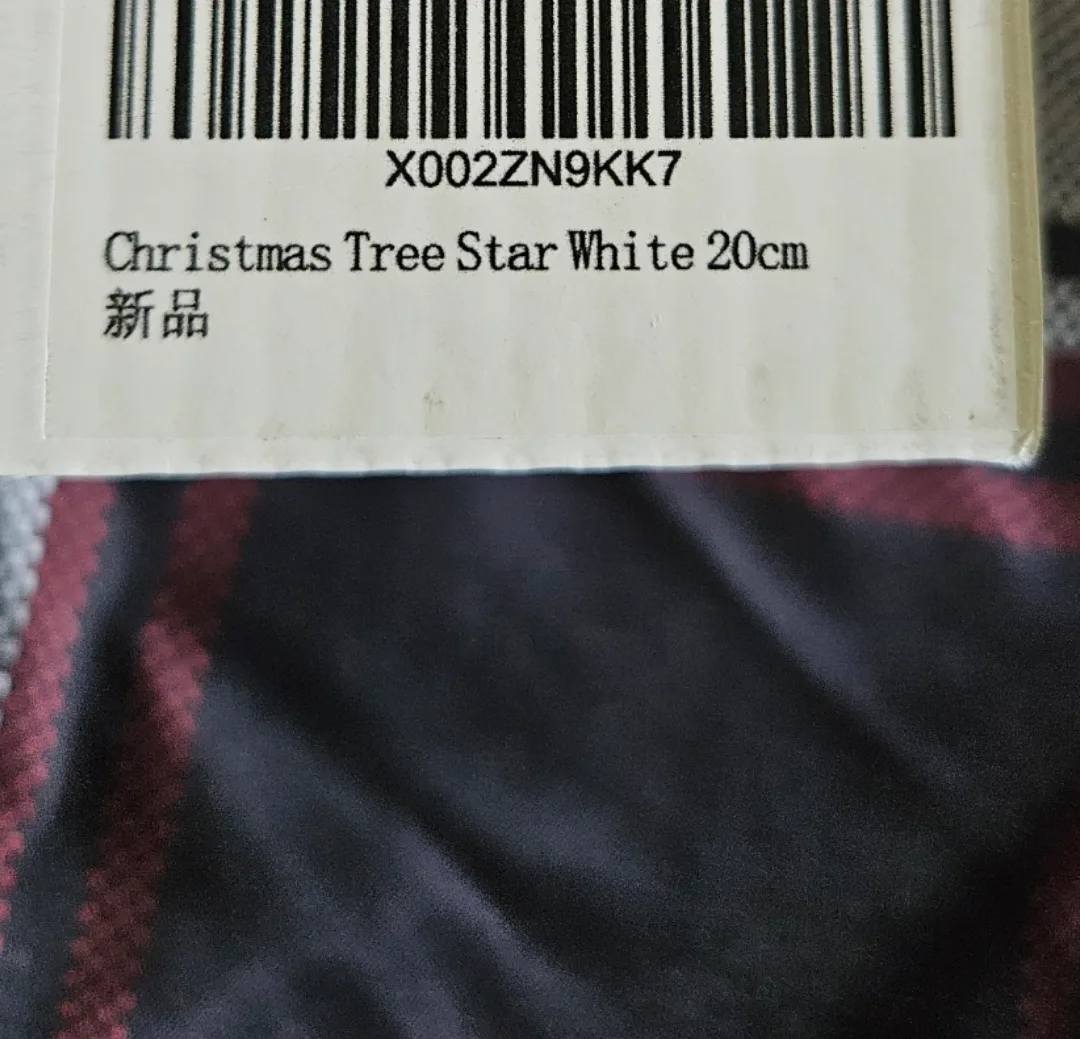 X002ZN9KK7
Christmas Tree Star White 20cm
新品